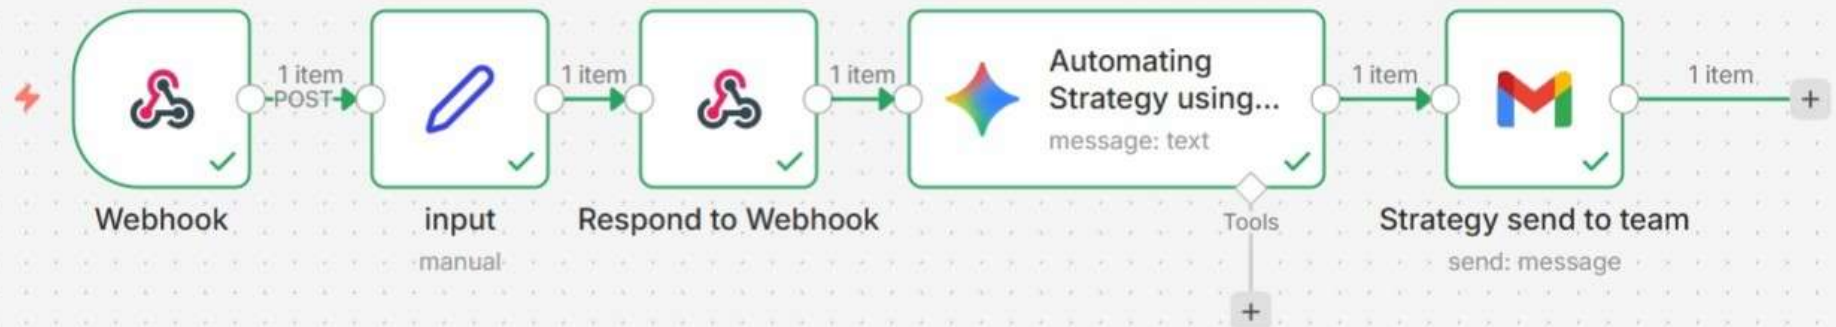 1 item
POST
1 item
1 item
Automating
Strategy using...
message: text
1 item
1 item
Webhook
input
manual
Respond to Webhook
Tools
Strategy send to team
send: message